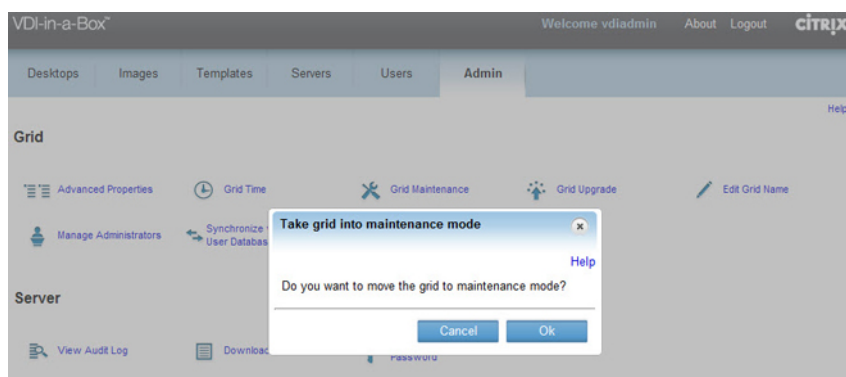 VDI-in-a-Box™
Welcome vdiadmin About Logout CITRIX
Desktops Images Templates Servers Users Admin
Help
Grid
Advanced Properties Grid Time Grid Maintenance Grid Upgrade Edit Grid Name
Manage Administrators Synchronize
User Databas
Take grid into maintenance mode
Help
Do you want to move the grid to maintenance mode?
Cancel Ok
Server
View Audit Log Download
Password